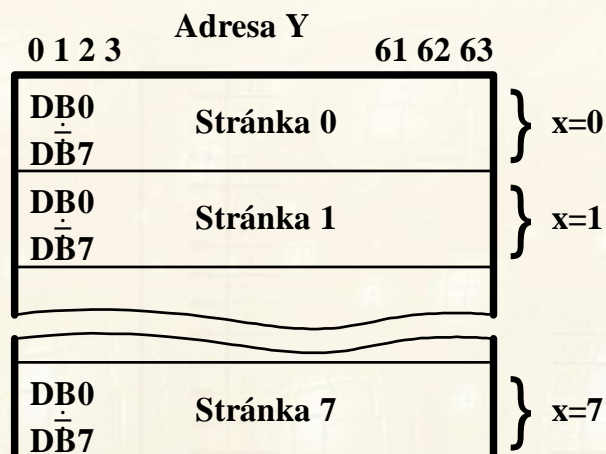 Adresa Y
0 1 2 3 61 62 63
DB0
Stránka 0 x=0
DB7
DB0
Stránka 1 x=1
DB7
DB0
Stránka 7 x=7
DB7